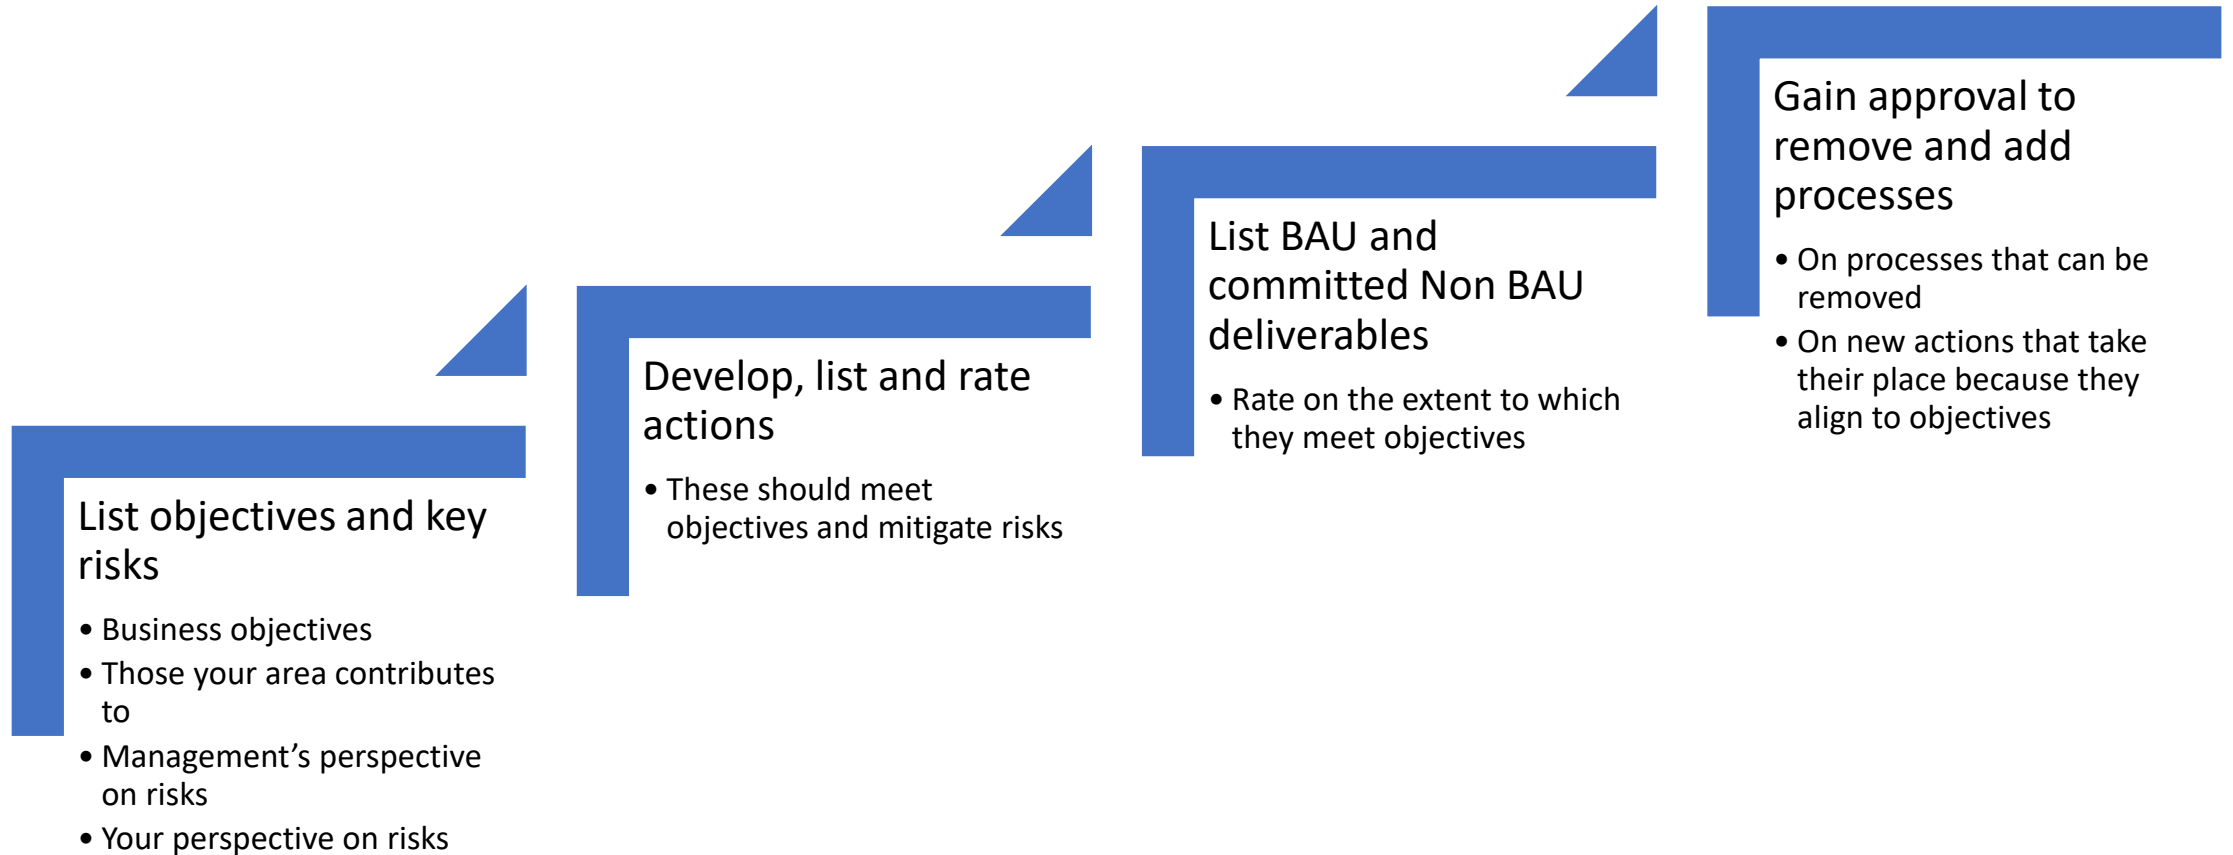 List objectives and key
risks
• Business objectives
• Those your area contributes
to
• Management’s perspective
on risks
• Your perspective on risks
Develop, list and rate
actions
• These should meet
objectives and mitigate risks
List BAU and
committed Non BAU
deliverables
• Rate on the extent to which
they meet objectives
Gain approval to
remove and add
processes
• On processes that can be
removed
• On new actions that take
their place because they
align to objectives